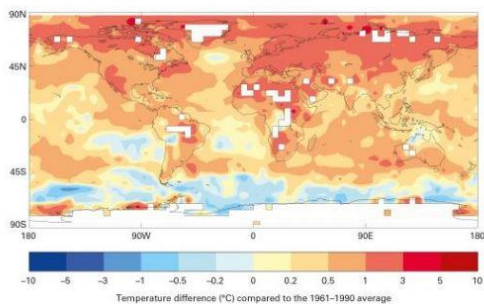 90N
45N
0
45S
90S
180 90W 0 90E 180
–10 –5 –3 –1 –0.5 –0.2 0 0.2 0.5 1 3 5 10
Temperature difference (°C) compared to the 1961–1990 average